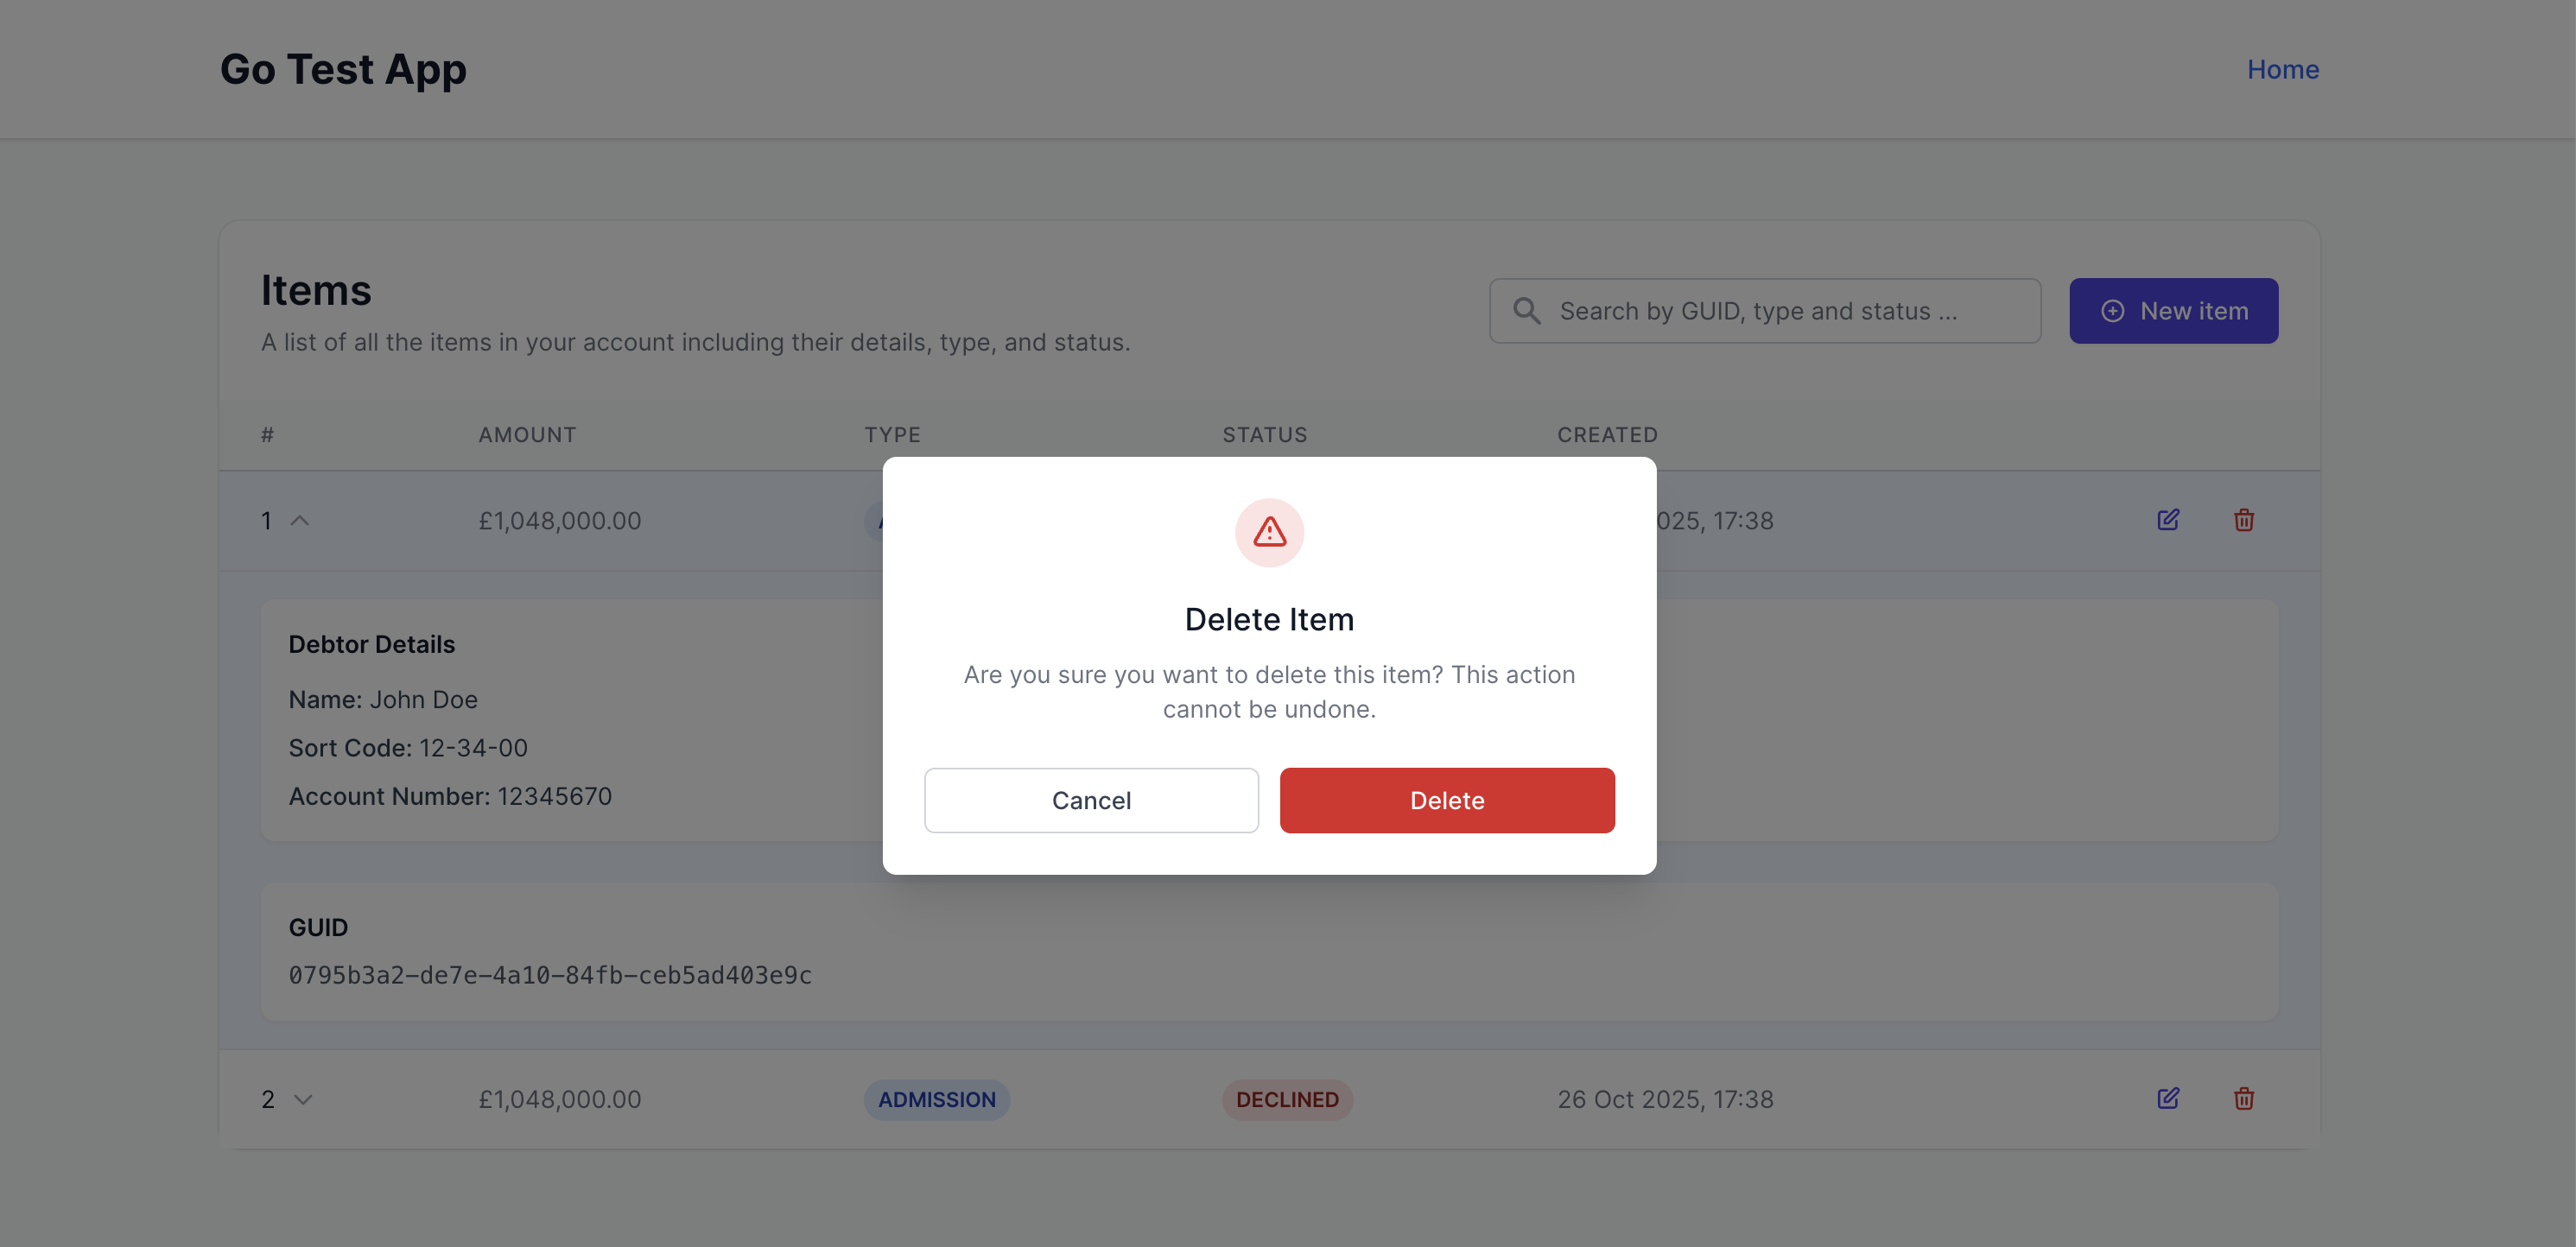 Go Test App
Home
Items
A list of all the items in your account including their details, type, and status.
Search by GUID, type and status ...
New item
# AMOUNT TYPE STATUS CREATED
1 £1,048,000.00 17:38
Delete Item
Are you sure you want to delete this item? This action
cannot be undone.
Cancel
Delete
Debtor Details
Name: John Doe
Sort Code: 12-34-00
Account Number: 12345670
GUID
0795b3a2-de7e-4a10-84fb-ceb5ad403e9c
2 £1,048,000.00 ADMISSION DECLINED 26 Oct 2025, 17:38